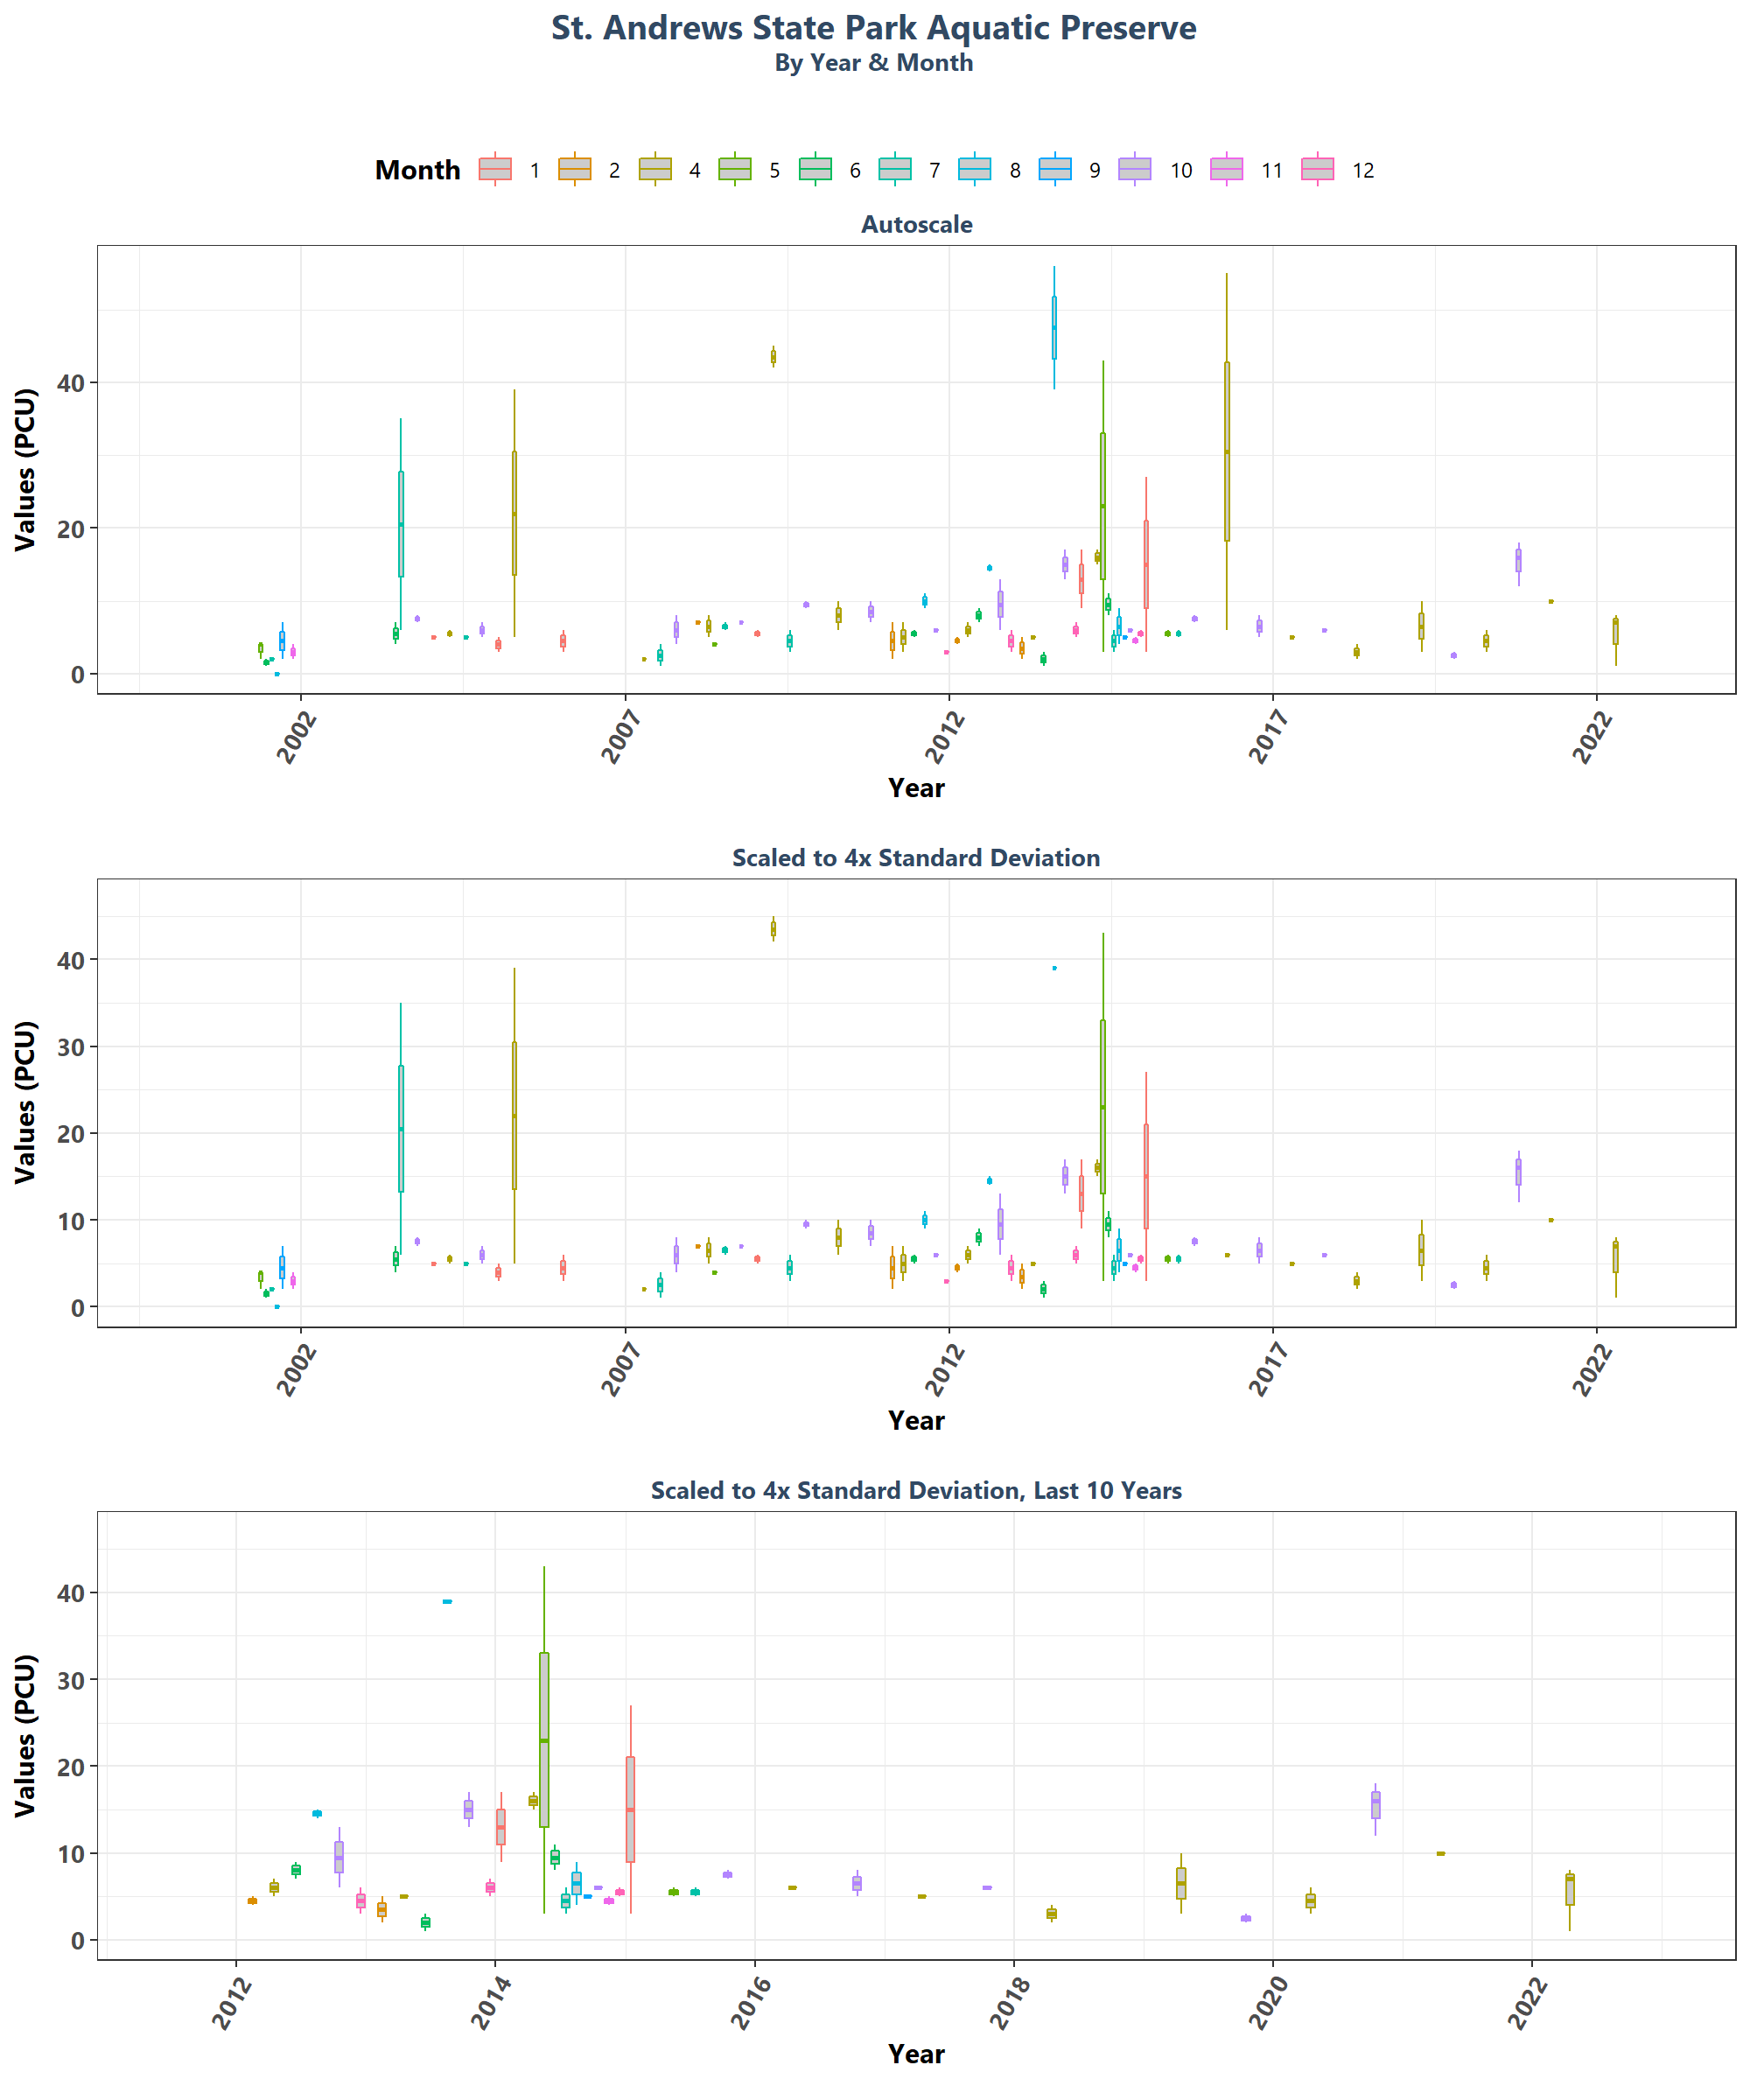 St. Andrews State Park Aquatic Preserve
By Year & Month
Month 1 2 4 5 6 7 8 9 10 11 12
Autoscale
Values (PCU)
40
20
0
2002 2007 2012 2017 2022
Year
Scaled to 4x Standard Deviation
Values (PCU)
40
30
20
10
0
2002 2007 2012 2017 2022
Year
Scaled to 4x Standard Deviation, Last 10 Years
Values (PCU)
40
30
20
10
0
2012 2014 2016 2018 2020 2022
Year